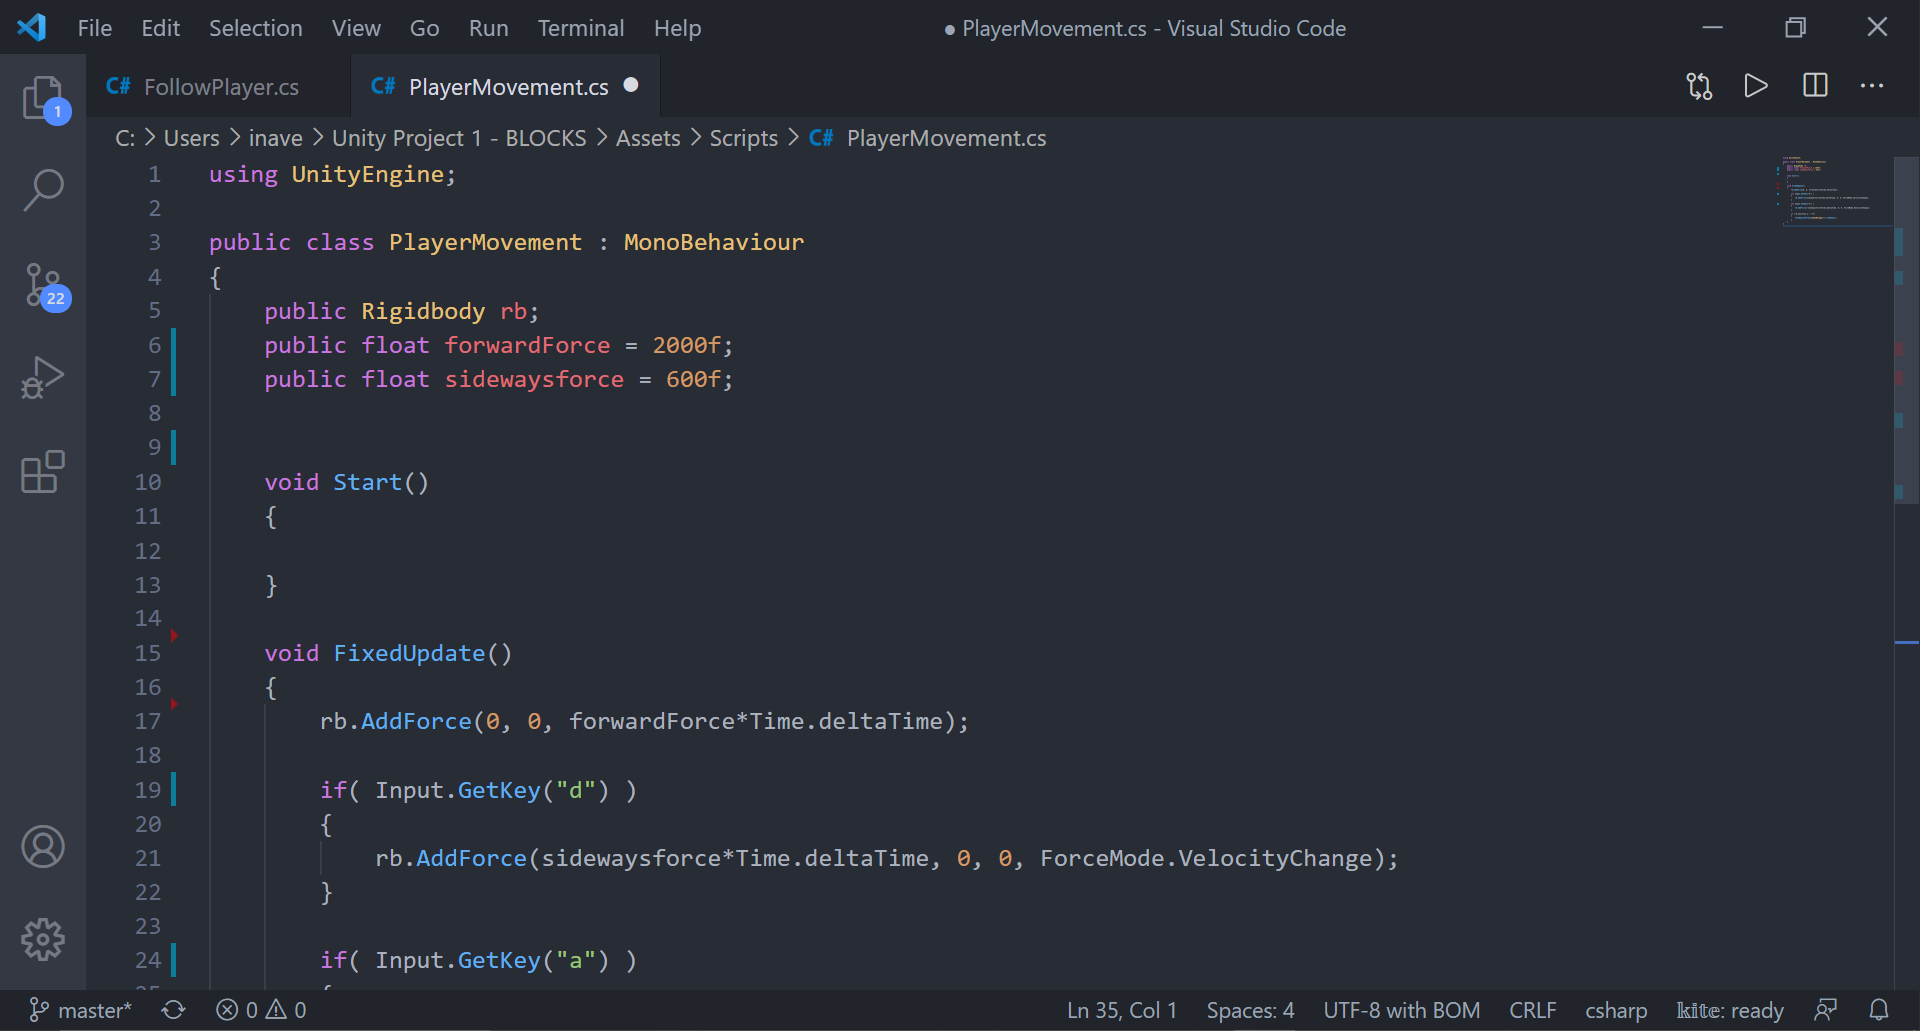 File Edit Selection View Go Run Terminal Help ● PlayerMovement.cs - Visual Studio Code
C# FollowPlayer.cs C# PlayerMovement.cs ●
1
C: > Users > inave > Unity Project 1 - BLOCKS > Assets > Scripts > C# PlayerMovement.cs
1 using UnityEngine;
2
3 public class PlayerMovement : MonoBehaviour
4 {
5     public Rigidbody rb;
6     public float forwardForce = 2000f;
22
7     public float sidewaysforce = 600f;
8
9
10     void Start()
11     {
12
13     }
14
15     void FixedUpdate()
16     {
17         rb.AddForce(0, 0, forwardForce*Time.deltaTime);
18
19         if( Input.GetKey("d") )
20         {
21             rb.AddForce(sidewaysforce*Time.deltaTime, 0, 0, ForceMode.VelocityChange);
22         }
23
24         if( Input.GetKey("a") )
master* 0 0 Ln 35, Col 1 Spaces: 4 UTF-8 with BOM CRLF csharp kite: ready